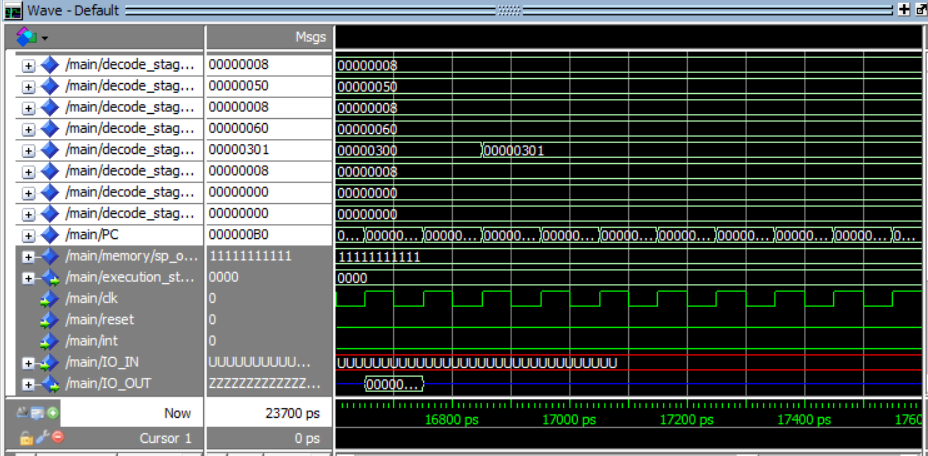 Wave - Default
Msgs
/main/decode_stag... 00000008 00000008
/main/decode_stag... 00000050 00000050
/main/decode_stag... 00000008 00000008
/main/decode_stag... 00000060 00000060
/main/decode_stag... 00000301 00000300 00000301
/main/decode_stag... 00000008 00000008
/main/decode_stag... 00000000 00000000
/main/decode_stag... 00000000 00000000
/main/PC 000000B0 0... 00000... 00000... 00000... 00000... 00000... 00000... 00000... 00000... 00000... 0...
/main/memory/sp_o... 11111111111 11111111111
/main/execution_st... 0000 0000
/main/clk 0
/main/reset 0
/main/int 0
/main/IO_IN UUUUUUUUUU... UUUUUUUUUUUUUUUUUUUUUUUUUUUUUUUU
/main/IO_OUT ZZZZZZZZZZZZZ... 00000...
Now 23700 ps 16800 ps 17000 ps 17200 ps 17400 ps 1760
Cursor 1 0 ps